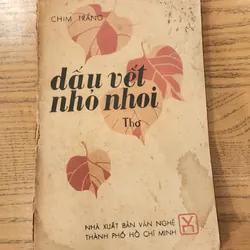 CHIM TRẮNG
dấu vết
nhỏ nhoi
Thơ
NHÀ XUẤT BẢN VĂN NGHỆ
THÀNH PHỐ HỒ CHÍ MINH